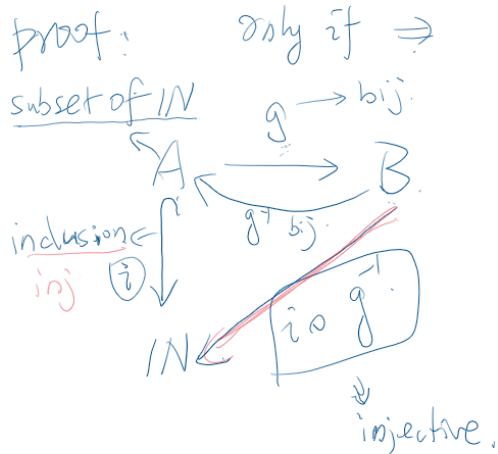 proof: only if ⇒
subset of IN
g → bij.
A → B.
g⁻¹ bij.
inclusion
inj i
i o g⁻¹
IN
injective.